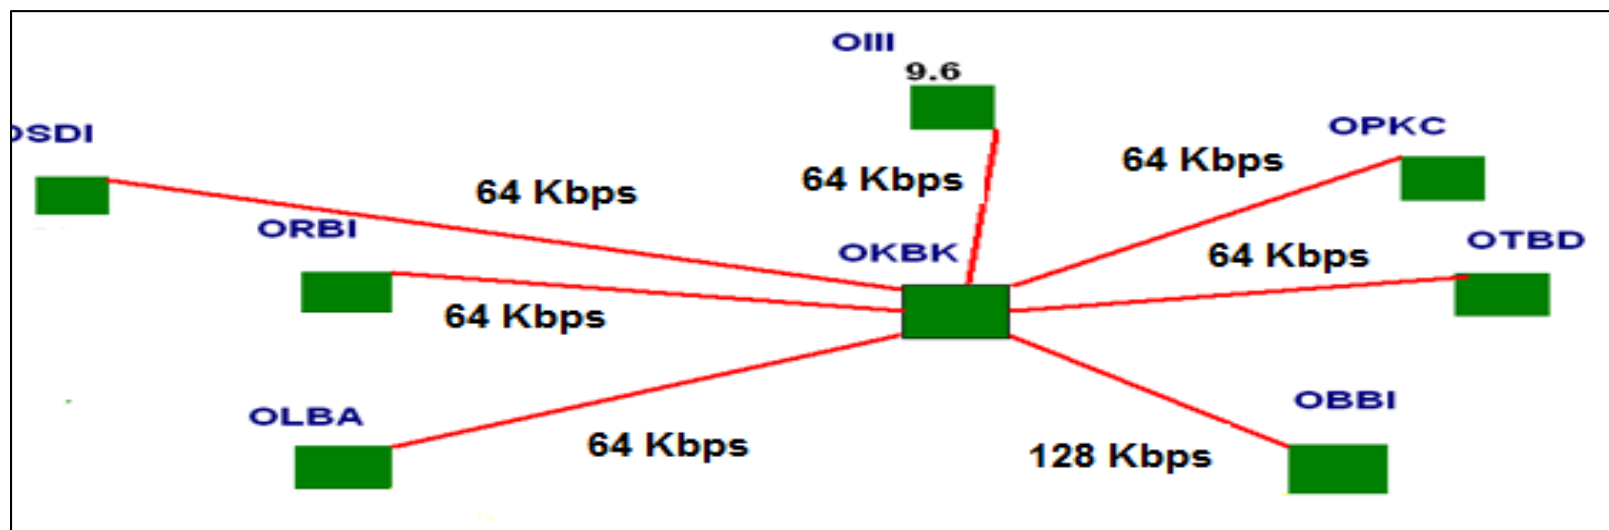 OIII
9.6
OSDI
OPKC
64 Kbps
64 Kbps
64 Kbps
ORBI
OTBD
OKBK
64 Kbps
64 Kbps
OBBI
OLBA
64 Kbps
128 Kbps